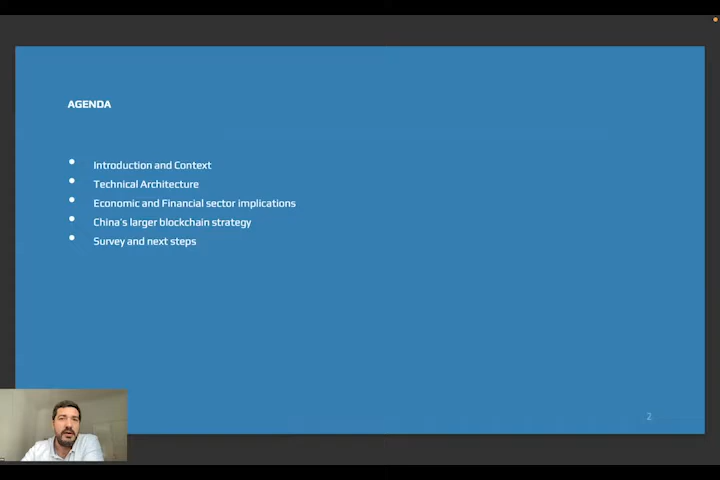 AGENDA
• Introduction and Context
• Technical Architecture
• Economic and Financial sector implications
• China's larger blockchain strategy
• Survey and next steps
2